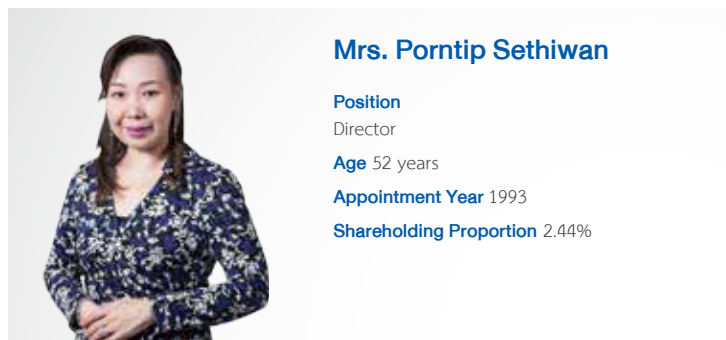 Mrs. Porntip Sethiwan
Position
Director
Age 52 years
Appointment Year 1993
Shareholding Proportion 2.44%